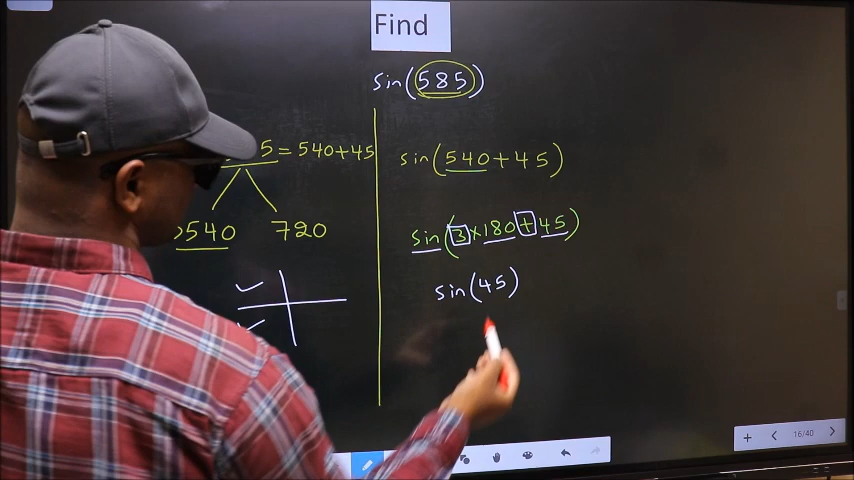 Find
sin(585)
5=540+45
540 720
sin(540+45)
sin(3×180+45)
sin(45)
16/40